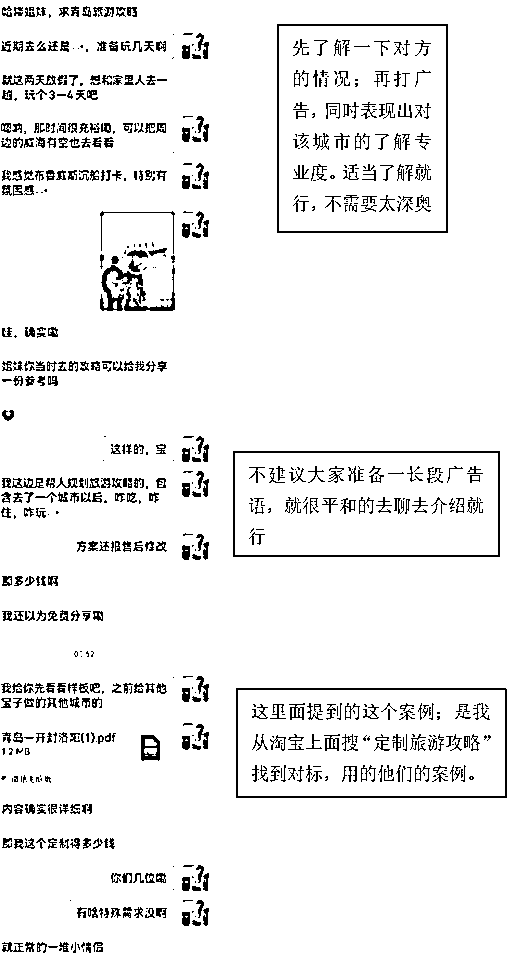 哈喽姐妹，求青岛旅游攻略
近期去么还是..，准备玩几天啊
就这两天放假了，想和家里人去一
趟，玩个3-4天吧
嗯呐，那时间很充裕呦，可以把周
边的威海有空也去看看
我感觉布鲁威斯沉船打卡，特别有
氛围感..
哇，确实嘞
姐妹你当时去的攻略可以给我分享
一份参考吗
这样的，宝
我这边是帮人规划旅游攻略的，包
含去了一个城市以后，咋吃，咋
住，咋玩..
方案还报售后修改
那多少钱啊
我还以为免费分享嘞
我给你先看看样板吧，之前给其他
宝子做的其他城市的
青岛-开封洛阳(1).pdf
1.2 MB
内容确实很详细啊
那我这个定制得多少钱
你们几位嘞
有啥特殊需求没啊
就正常的一堆小情侣
先了解一下对方
的情况；再打广
告，同时表现出对
该城市的了解专
业度。适当了解就
行，不需要太深奥
不建议大家准备一长段广告
语，就很平和的去聊去介绍就
行
这里面提到的这个案例；是我
从淘宝上面搜“定制旅游攻略”
找到对标，用的他们的案例。